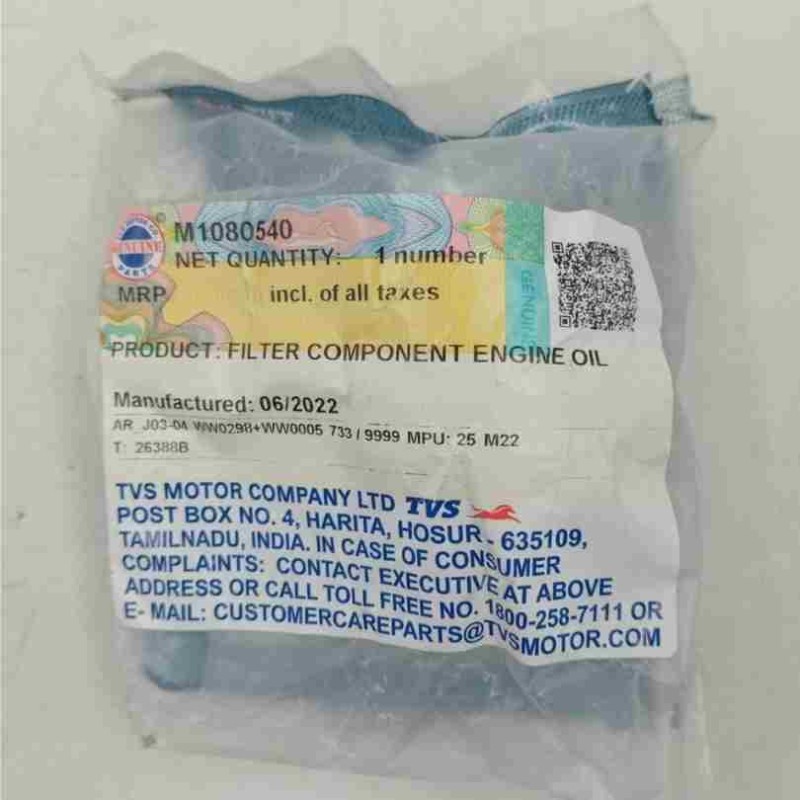 GENUINE
PARTS
M1080540
NET QUANTITY: 1 number
MRP incl. of all taxes
PRODUCT: FILTER COMPONENT ENGINE OIL
Manufactured: 06/2022
AR J03-04 WW0298+WW0005 733 / 9999 MPU: 25 M22
T: 26388B
TVS MOTOR COMPANY LTD TVS
POST BOX NO. 4, HARITA, HOSUR - 635109,
TAMILNADU, INDIA. IN CASE OF CONSUMER
COMPLAINTS: CONTACT EXECUTIVE AT ABOVE
ADDRESS OR CALL TOLL FREE NO. 1800-258-7111 OR
E- MAIL: CUSTOMERCAREPARTS@TVSMOTOR.COM